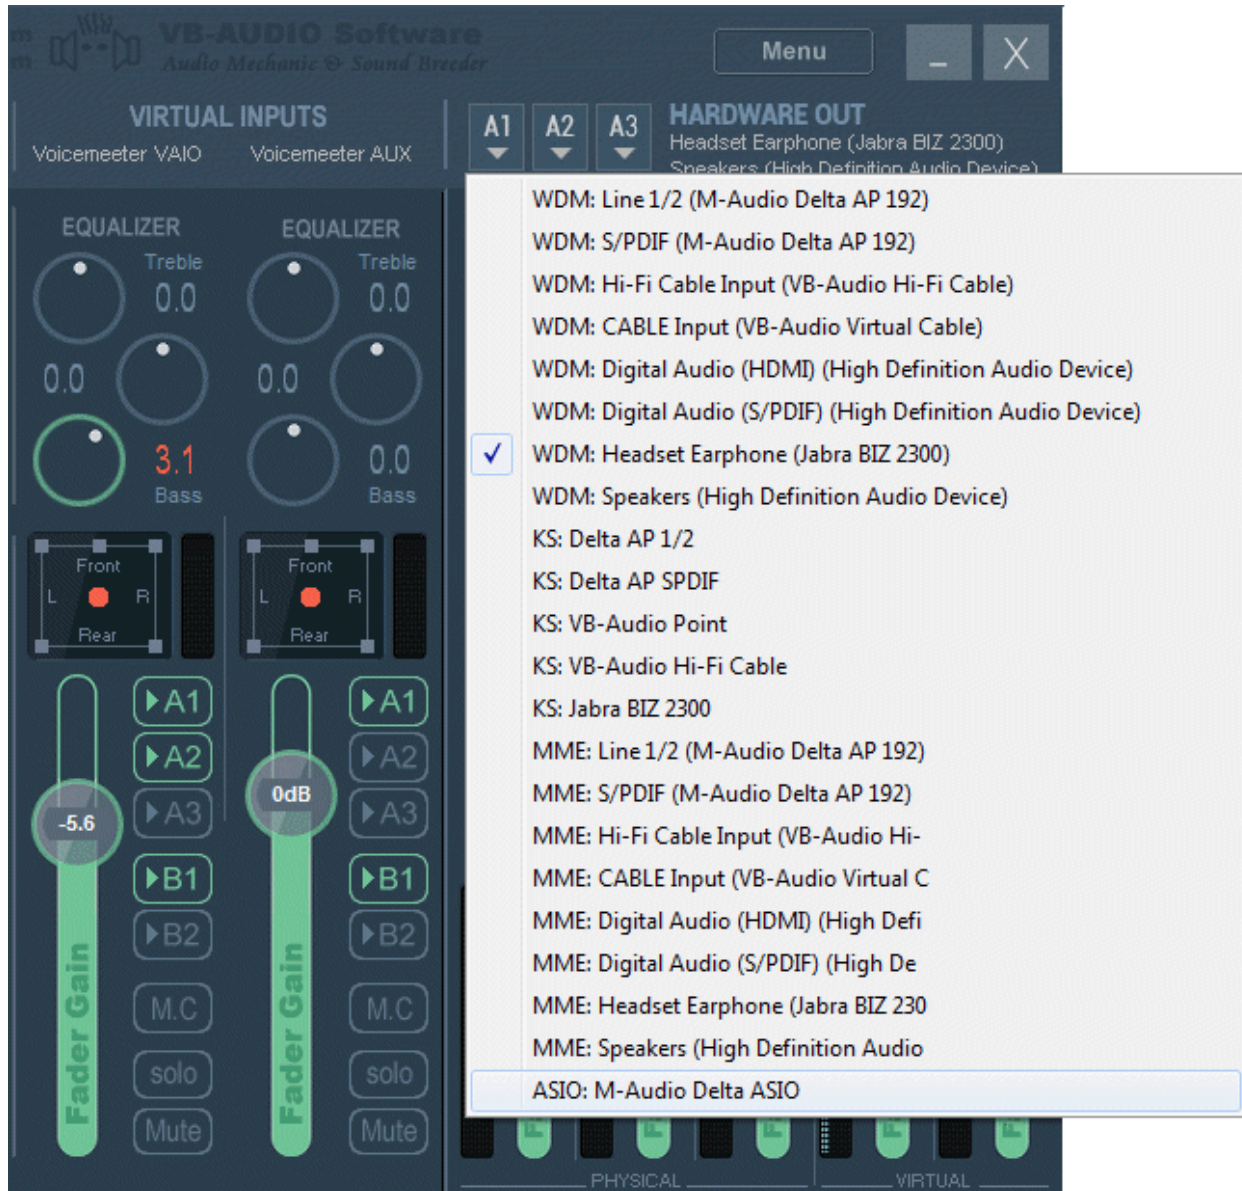 m
m
VB-AUDIO Software
Audio Mechanic & Sound Breeder
Menu
_
X
VIRTUAL INPUTS
Voicemeeter VAIO
Voicemeeter AUX
A1
A2
A3
HARDWARE OUT
Headset Earphone (Jabra BIZ 2300)
Speakers (High Definition Audio Device)
EQUALIZER
Treble
0.0
0.0
3.1
Bass
Front
L
R
Rear
A1
A2
A3
B1
B2
M.C
solo
Mute
-5.6
Fader Gain
EQUALIZER
Treble
0.0
0.0
0.0
Bass
Front
L
R
Rear
A1
A2
A3
B1
B2
M.C
solo
Mute
0dB
Fader Gain
WDM: Line 1/2 (M-Audio Delta AP 192)
WDM: S/PDIF (M-Audio Delta AP 192)
WDM: Hi-Fi Cable Input (VB-Audio Hi-Fi Cable)
WDM: CABLE Input (VB-Audio Virtual Cable)
WDM: Digital Audio (HDMI) (High Definition Audio Device)
WDM: Digital Audio (S/PDIF) (High Definition Audio Device)
WDM: Headset Earphone (Jabra BIZ 2300)
WDM: Speakers (High Definition Audio Device)
KS: Delta AP 1/2
KS: Delta AP SPDIF
KS: VB-Audio Point
KS: VB-Audio Hi-Fi Cable
KS: Jabra BIZ 2300
MME: Line 1/2 (M-Audio Delta AP 192)
MME: S/PDIF (M-Audio Delta AP 192)
MME: Hi-Fi Cable Input (VB-Audio Hi-
MME: CABLE Input (VB-Audio Virtual C
MME: Digital Audio (HDMI) (High Defi
MME: Digital Audio (S/PDIF) (High De
MME: Headset Earphone (Jabra BIZ 230
MME: Speakers (High Definition Audio
ASIO: M-Audio Delta ASIO
PHYSICAL
VIRTUAL